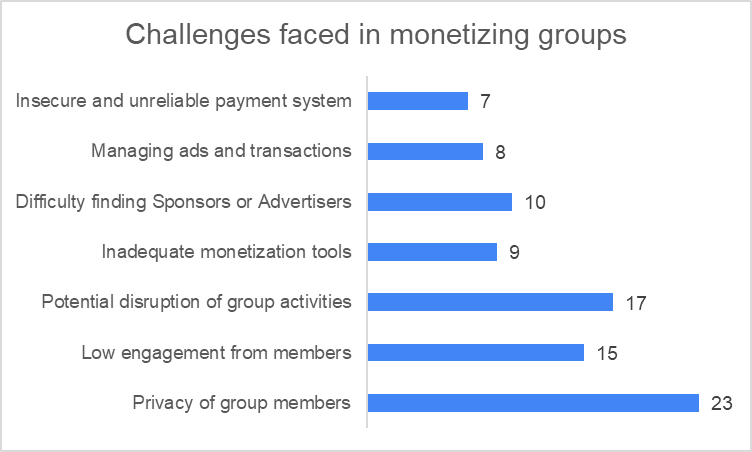 Challenges faced in monetizing groups
Insecure and unreliable payment system 7
Managing ads and transactions 8
Difficulty finding Sponsors or Advertisers 10
Inadequate monetization tools 9
Potential disruption of group activities 17
Low engagement from members 15
Privacy of group members 23